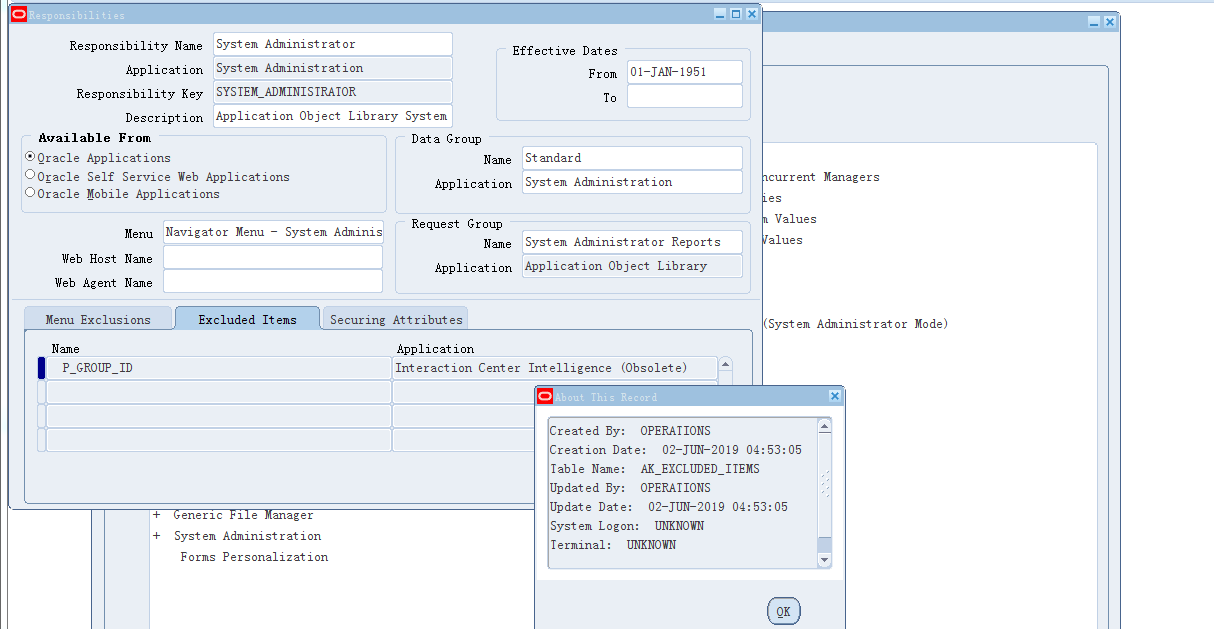 Responsibilities
Responsibility Name System Administrator
Application System Administration
Responsibility Key SYSTEM_ADMINISTRATOR
Description Application Object Library System
Effective Dates
From 01-JAN-1951
To
Available From
Oracle Applications
Oracle Self Service Web Applications
Oracle Mobile Applications
Data Group
Name Standard
Application System Administration
Menu Navigator Menu - System Adminis
Web Host Name
Web Agent Name
Request Group
Name System Administrator Reports
Application Application Object Library
Menu Exclusions Excluded Items Securing Attributes
Name Application
P_GROUP_ID Interaction Center Intelligence (Obsolete)
ncurrent Managers
ies
m Values
Values
(System Administrator Mode)
+ Generic File Manager
+ System Administration
Forms Personalization
About This Record
Created By: OPERATIONS
Creation Date: 02-JUN-2019 04:53:05
Table Name: AK_EXCLUDED_ITEMS
Updated By: OPERATIONS
Update Date: 02-JUN-2019 04:53:05
System Logon: UNKNOWN
Terminal: UNKNOWN
OK